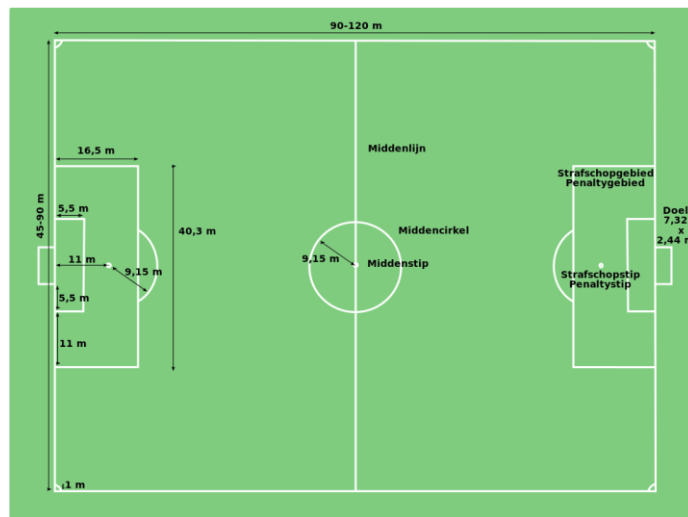 90-120 m
45-90 m
Middenlijn
16,5 m
Strafschopgebied
Penaltygebied
5,5 m
40,3 m
Middencirkel
Doel
7,32
x
2,44 m
11 m
9,15 m
9,15 m
Middenstip
Strafschopstip
Penaltystip
5,5 m
11 m
1 m